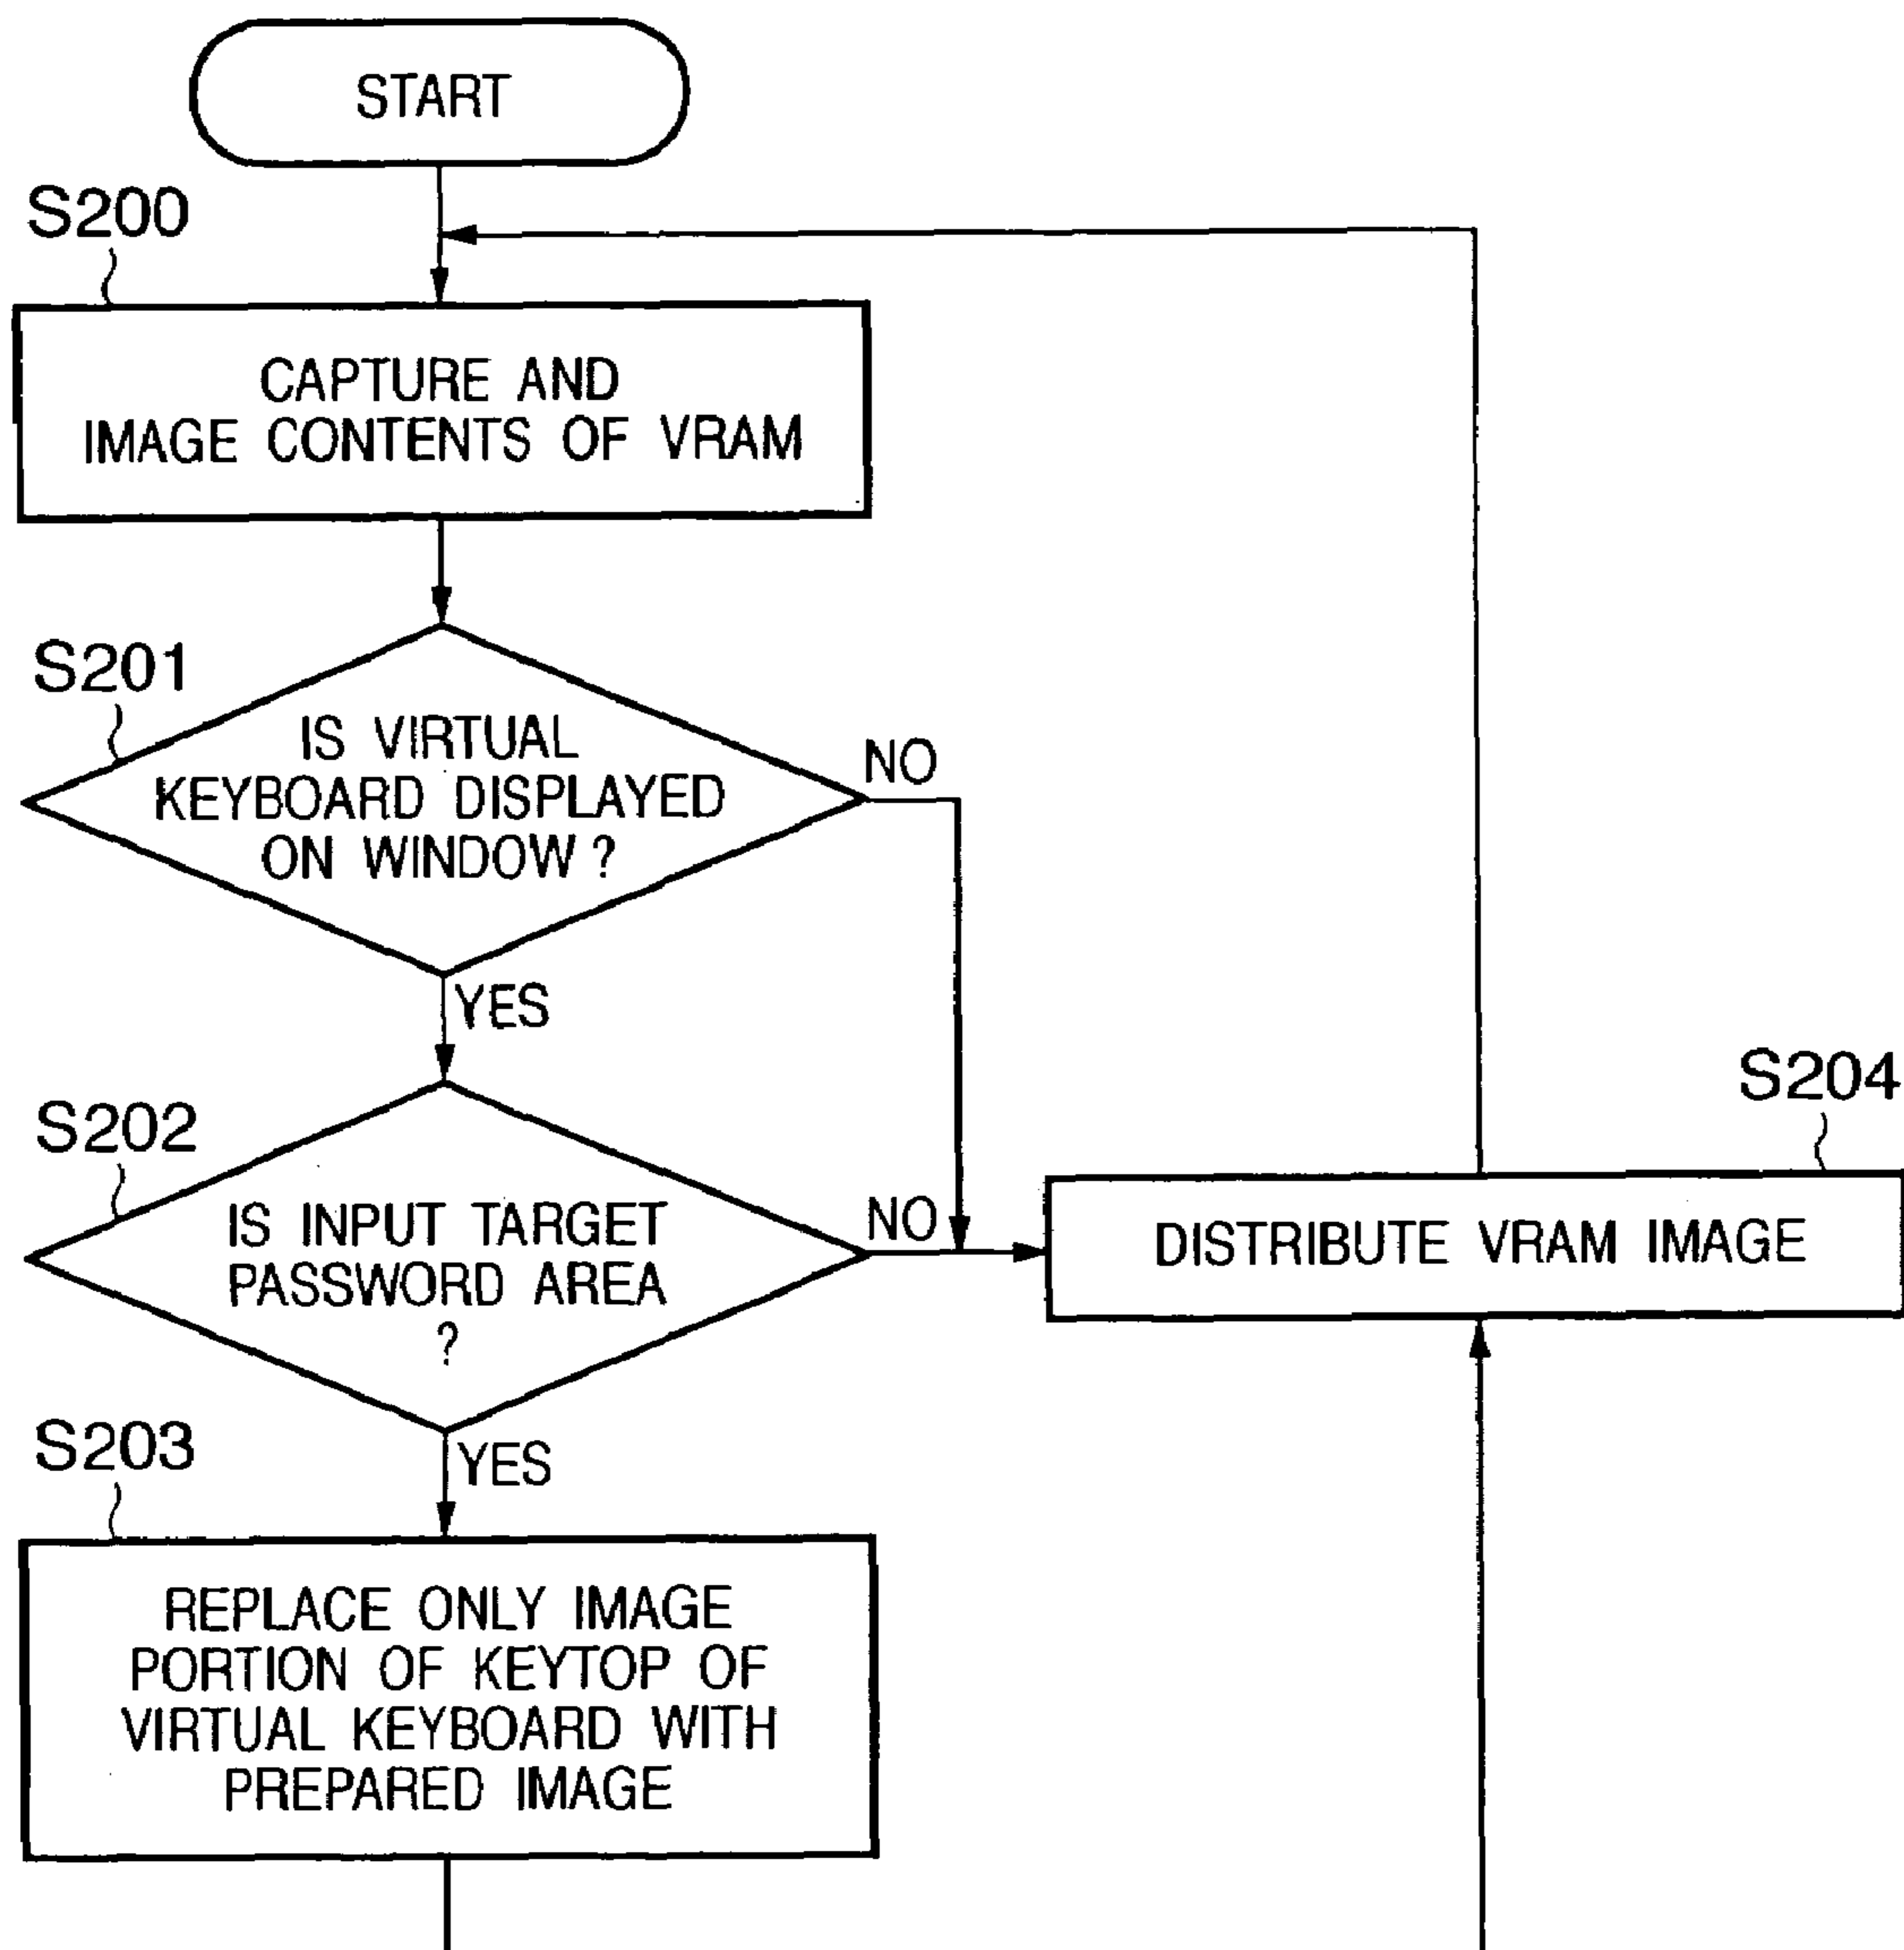 START
S200
CAPTURE AND
IMAGE CONTENTS OF VRAM
S201
IS VIRTUAL
KEYBOARD DISPLAYED
ON WINDOW ?
NO
YES
S202
IS INPUT TARGET
PASSWORD AREA
?
NO
YES
S204
DISTRIBUTE VRAM IMAGE
S203
REPLACE ONLY IMAGE
PORTION OF KEYTOP OF
VIRTUAL KEYBOARD WITH
PREPARED IMAGE